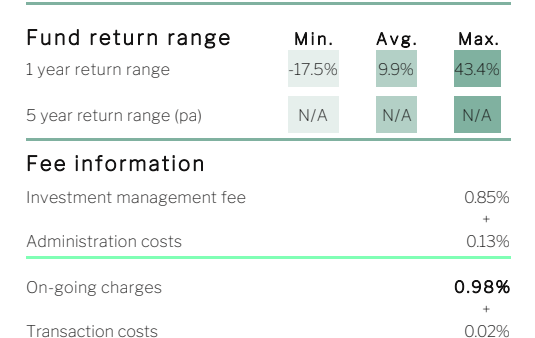 Fund return range Min. Avg. Max.
1 year return range -17.5% 9.9% 43.4%
5 year return range (pa) N/A N/A N/A
Fee information
Investment management fee 0.85%
+
Administration costs 0.13%
On-going charges 0.98%
+
Transaction costs 0.02%